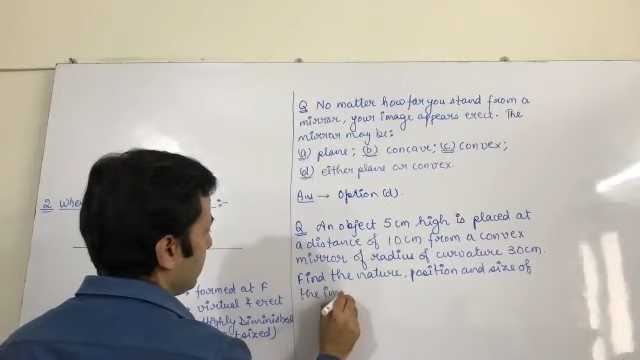 2 Whe
:-
formed at F
virtual & erect
Highly Diminished
sized)
Q No matter how far you stand from a
mirror, your image appears erect. The
mirror may be:
(a) plane; (b) concave; (c) convex;
(d) either plane or convex.
Ans → Option (d).
Q An object 5cm high is placed at
a distance of 10cm from a convex
mirror of radius of curvature 30cm.
Find the nature, position and size of
the im